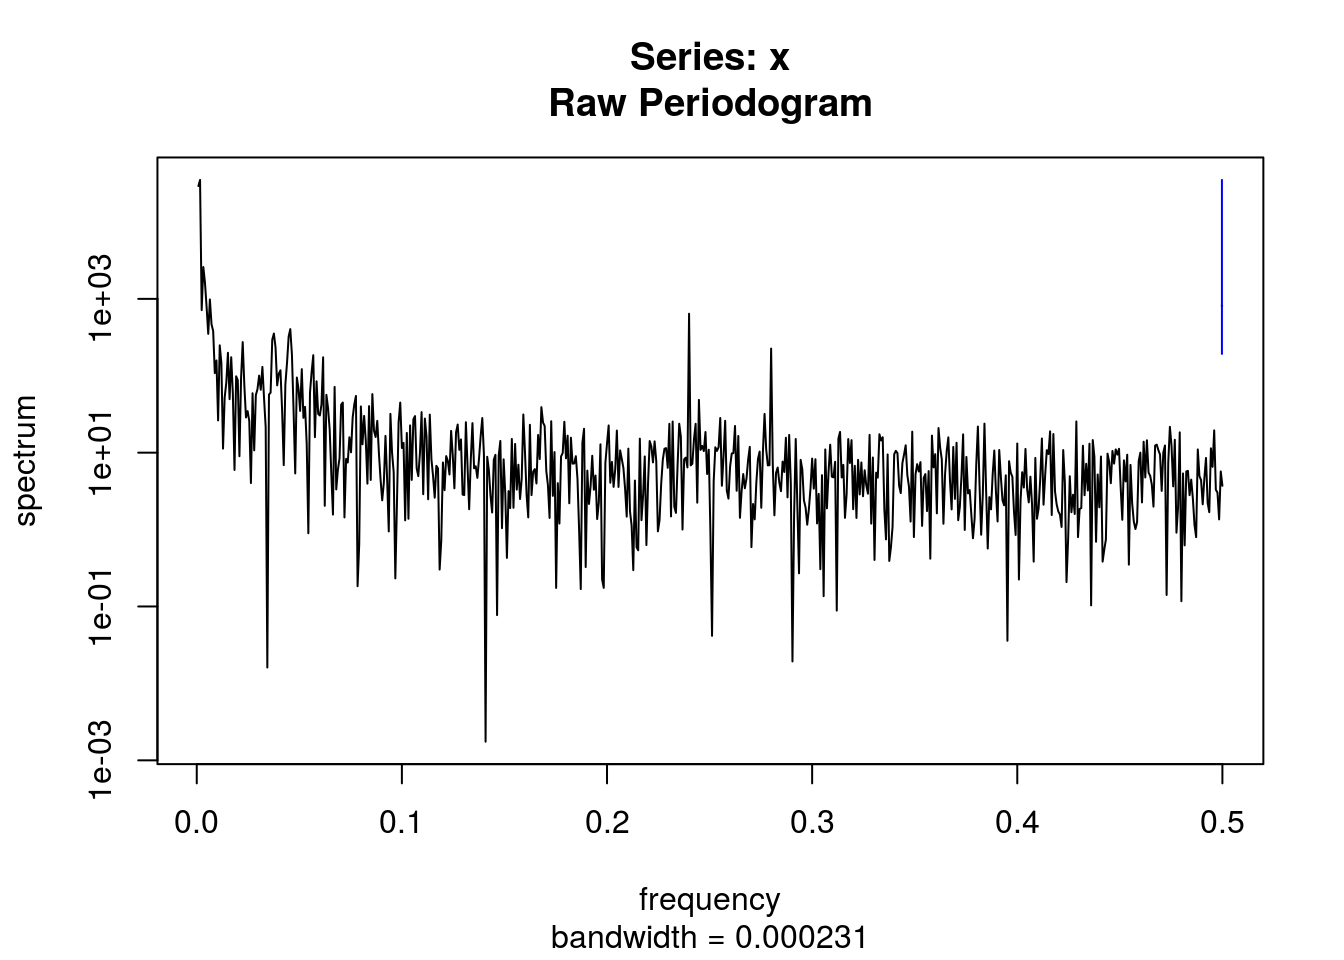 Series: x
Raw Periodogram
spectrum
1e+03
1e+01
1e-01
1e-03
0.0 0.1 0.2 0.3 0.4 0.5
frequency
bandwidth = 0.000231